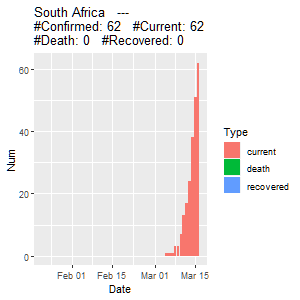 South Africa   ---
#Confirmed: 62   #Current: 62
#Death: 0   #Recovered: 0
60
40
20
0
Num
Feb 01
Feb 15
Mar 01
Mar 15
Date
Type
current
death
recovered